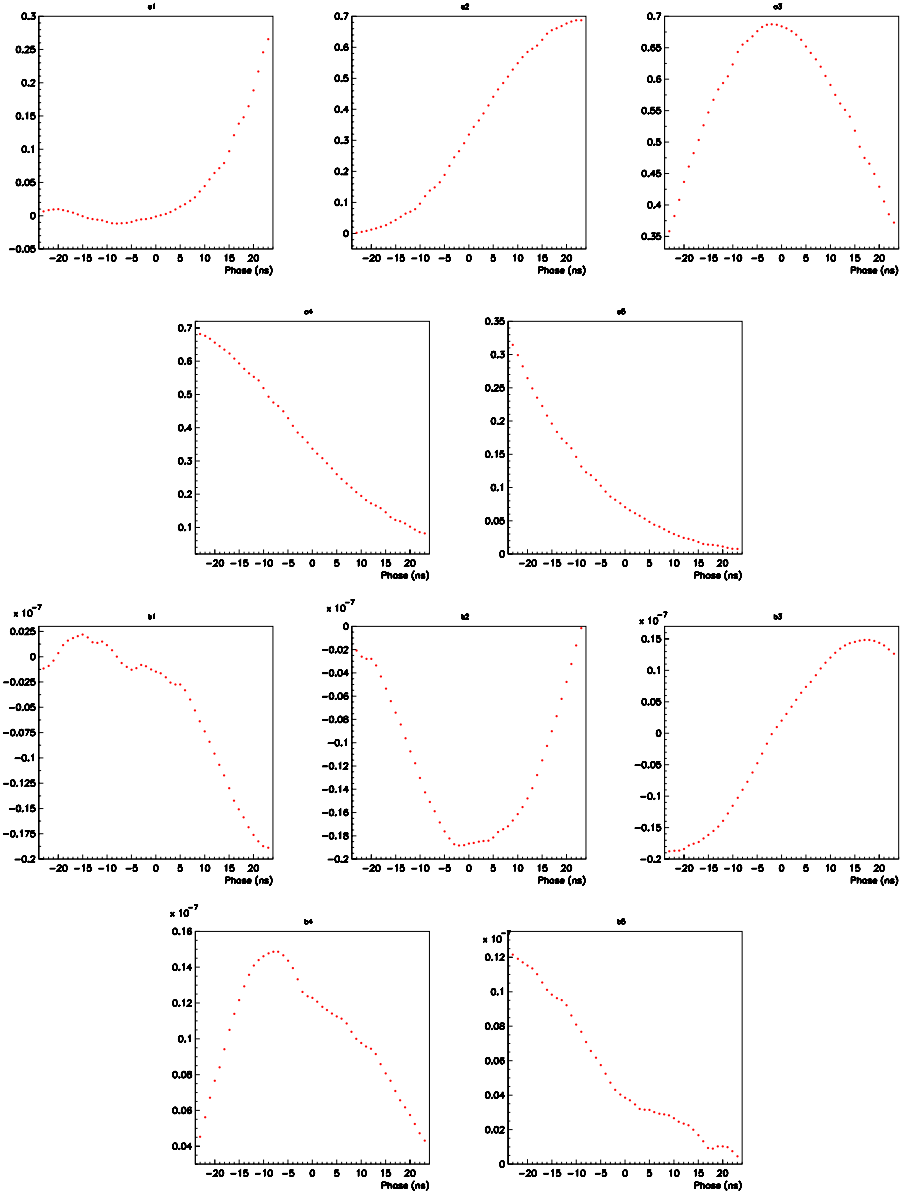 a1
0.3
0.25
0.2
0.15
0.1
0.05
0
−0.05
−20 −15 −10 −5 0 5 10 15 20
Phase (ns)
a2
0.7
0.6
0.5
0.4
0.3
0.2
0.1
0
−20 −15 −10 −5 0 5 10 15 20
Phase (ns)
a3
0.7
0.65
0.6
0.55
0.5
0.45
0.4
0.35
−20 −15 −10 −5 0 5 10 15 20
Phase (ns)
a4
0.7
0.6
0.5
0.4
0.3
0.2
0.1
−20 −15 −10 −5 0 5 10 15 20
Phase (ns)
a5
0.35
0.3
0.25
0.2
0.15
0.1
0.05
0
−20 −15 −10 −5 0 5 10 15 20
Phase (ns)
x 10⁻⁷
b1
0.025
0
−0.025
−0.05
−0.075
−0.1
−0.125
−0.15
−0.175
−0.2
−20 −15 −10 −5 0 5 10 15 20
Phase (ns)
x 10⁻⁷
b2
0
−0.02
−0.04
−0.06
−0.08
−0.1
−0.12
−0.14
−0.16
−0.18
−0.2
−20 −15 −10 −5 0 5 10 15 20
Phase (ns)
x 10⁻⁷
b3
0.15
0.1
0.05
0
−0.05
−0.1
−0.15
−0.2
−20 −15 −10 −5 0 5 10 15 20
Phase (ns)
x 10⁻⁷
b4
0.16
0.14
0.12
0.1
0.08
0.06
0.04
−20 −15 −10 −5 0 5 10 15 20
Phase (ns)
x 10⁻⁷
b5
0.12
0.1
0.08
0.06
0.04
0.02
0
−20 −15 −10 −5 0 5 10 15 20
Phase (ns)